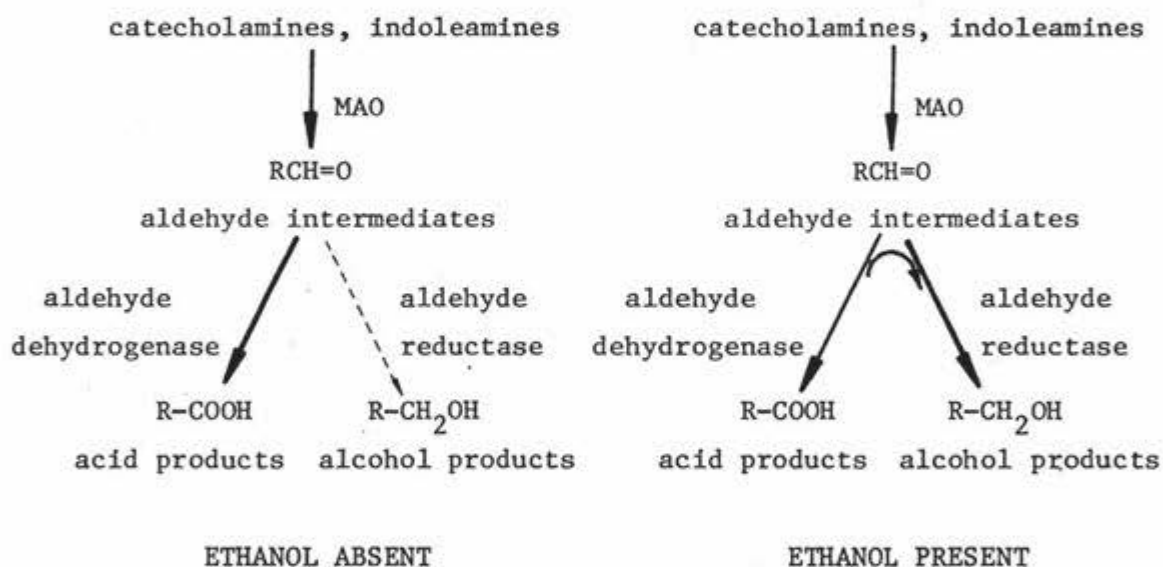 catecholamines, indoleamines
MAO
RCH=O
aldehyde intermediates
aldehyde
dehydrogenase
aldehyde
reductase
R-COOH
R-CH2OH
acid products
alcohol products
ETHANOL ABSENT
catecholamines, indoleamines
MAO
RCH=O
aldehyde intermediates
aldehyde
dehydrogenase
aldehyde
reductase
R-COOH
R-CH2OH
acid products
alcohol products
ETHANOL PRESENT